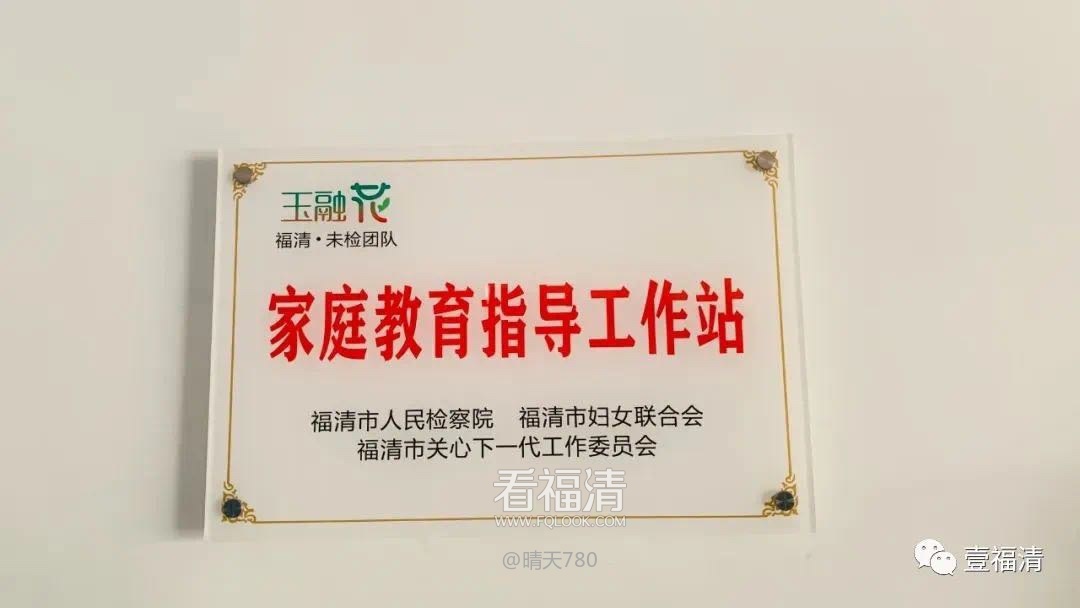 玉融花
福清·未检团队
家庭教育指导工作站
福清市人民检察院 福清市妇女联合会
福清市关心下一代工作委员会
看福清
WWW.FQLOOK.COM
@晴天780
壹福清